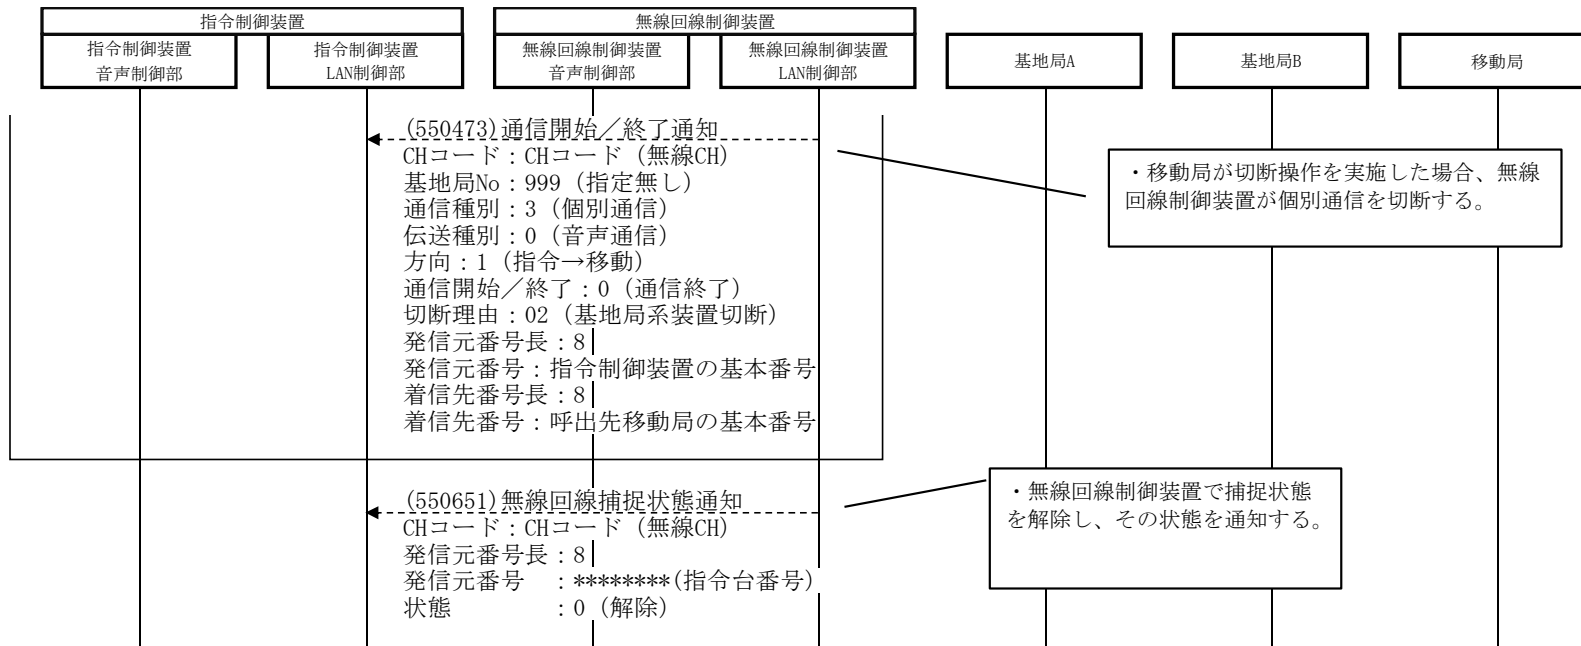 指令制御装置
無線回線制御装置
指令制御装置
音声制御部
指令制御装置
LAN制御部
無線回線制御装置
音声制御部
無線回線制御装置
LAN制御部
基地局A
基地局B
移動局
(550473)通信開始／終了通知
CHコード：CHコード（無線CH）
基地局No：999（指定無し）
通信種別：3（個別通信）
伝送種別：0（音声通信）
方向：1（指令→移動）
通信開始／終了：0（通信終了）
切断理由：02（基地局系装置切断）
発信元番号長：8
発信元番号：指令制御装置の基本番号
着信先番号長：8
着信先番号：呼出先移動局の基本番号
・移動局が切断操作を実施した場合、無線
回線制御装置が個別通信を切断する。
(550651)無線回線捕捉状態通知
CHコード：CHコード（無線CH）
発信元番号長：8
発信元番号　：********(指令台番号)
状態　　　　：0（解除）
・無線回線制御装置で捕捉状態
を解除し、その状態を通知する。